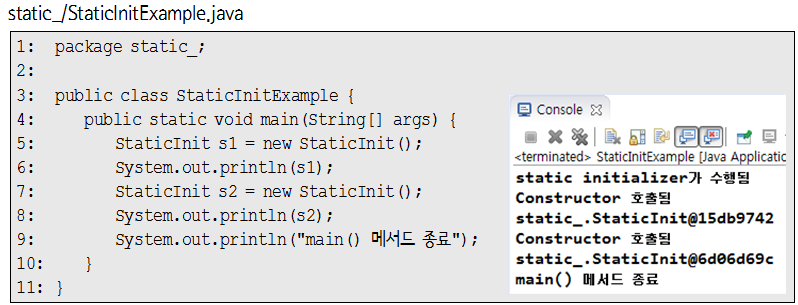 static_/StaticInitExample.java
1: package static_;
2:
3: public class StaticInitExample {
4: public static void main(String[] args) {
5: StaticInit s1 = new StaticInit();
6: System.out.println(s1);
7: StaticInit s2 = new StaticInit();
8: System.out.println(s2);
9: System.out.println("main() 메서드 종료");
10: }
11: }
Console
<terminated> StaticInitExample [Java Applicatio
static initializer가 수행됨
Constructor 호출됨
static_.StaticInit@15db9742
Constructor 호출됨
static_.StaticInit@6d06d69c
main() 메서드 종료